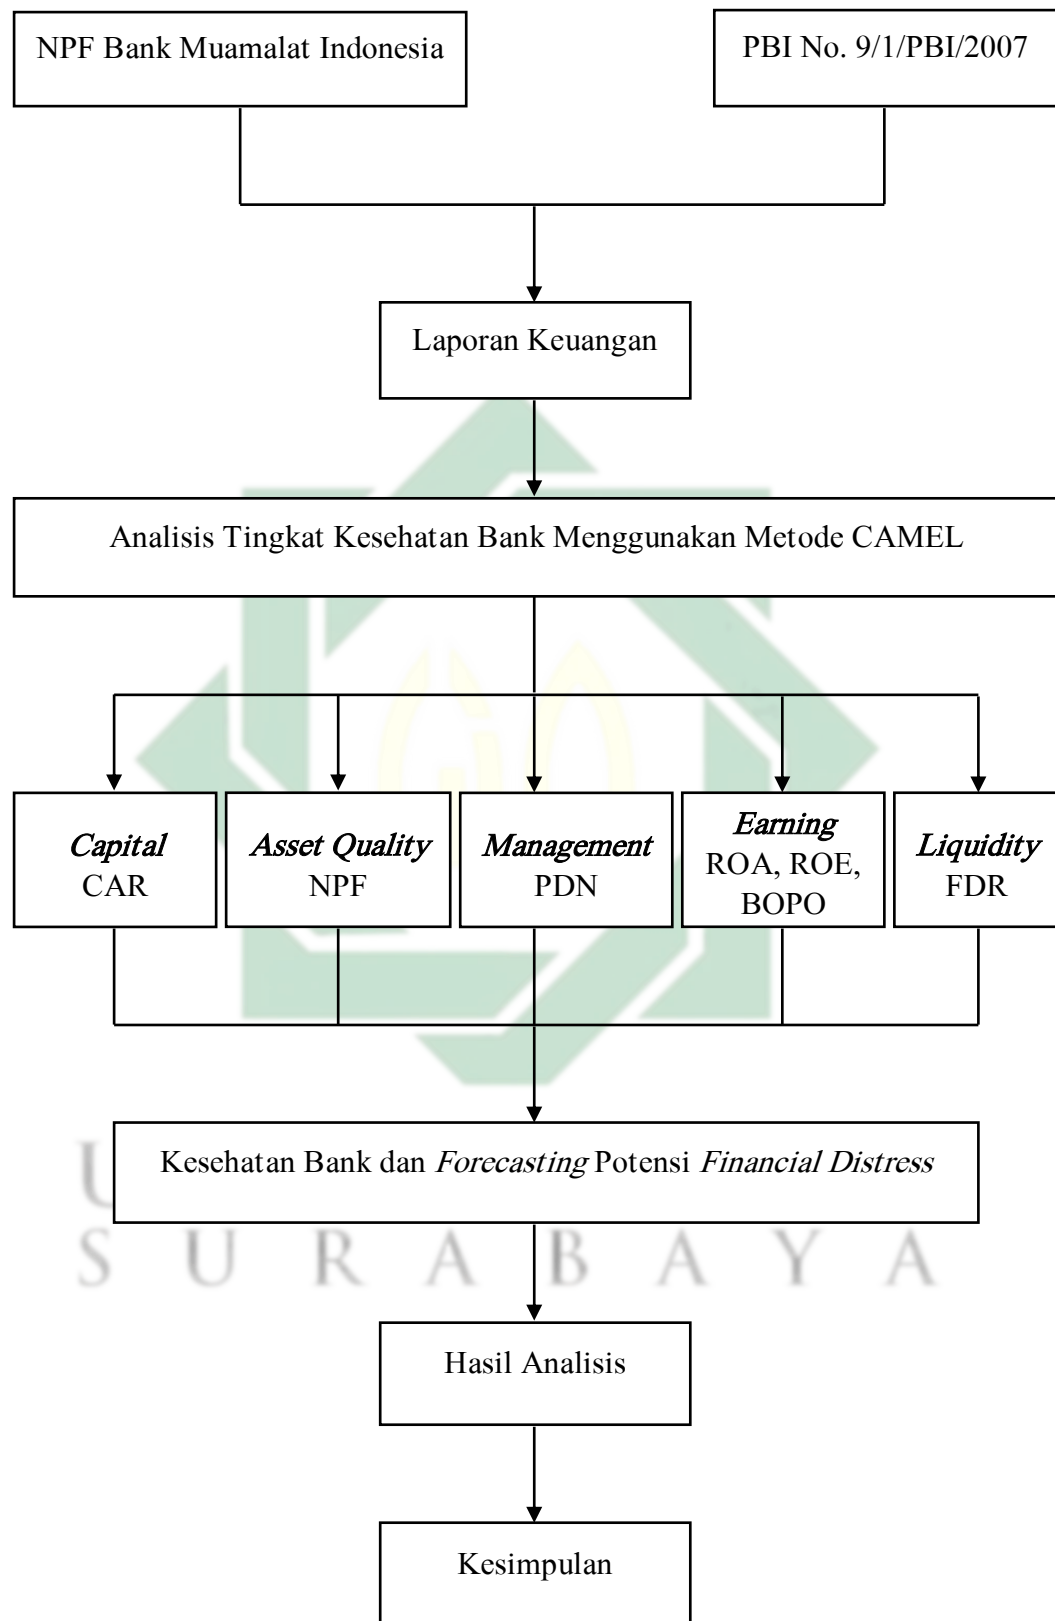 NPF Bank Muamalat Indonesia
PBI No. 9/1/PBI/2007
Laporan Keuangan
Analisis Tingkat Kesehatan Bank Menggunakan Metode CAMEL
Capital
CAR
Asset Quality
NPF
Management
PDN
Earning
ROA, ROE,
BOPO
Liquidity
FDR
Kesehatan Bank dan Forecasting Potensi Financial Distress
S U R A B A Y A
Hasil Analisis
Kesimpulan